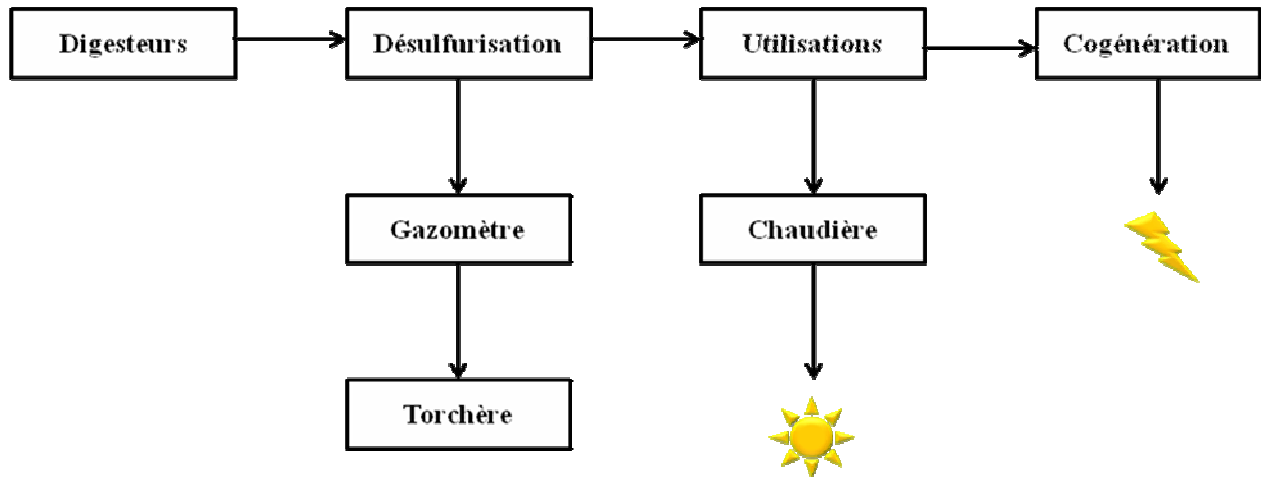 Digesteurs
Désulfurisation
Utilisations
Cogénération
Gazomètre
Chaudière
Torchère